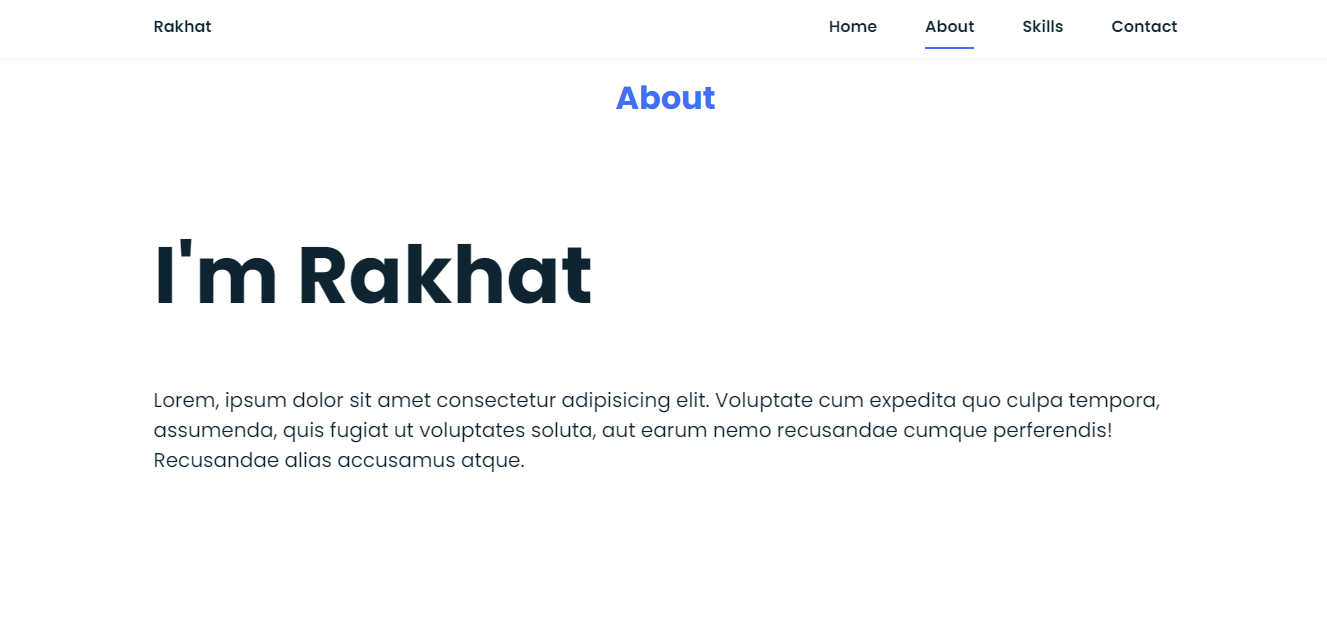 Rakhat
Home About Skills Contact
About
I'm Rakhat
Lorem, ipsum dolor sit amet consectetur adipisicing elit. Voluptate cum expedita quo culpa tempora,
assumenda, quis fugiat ut voluptates soluta, aut earum nemo recusandae cumque perferendis!
Recusandae alias accusamus atque.